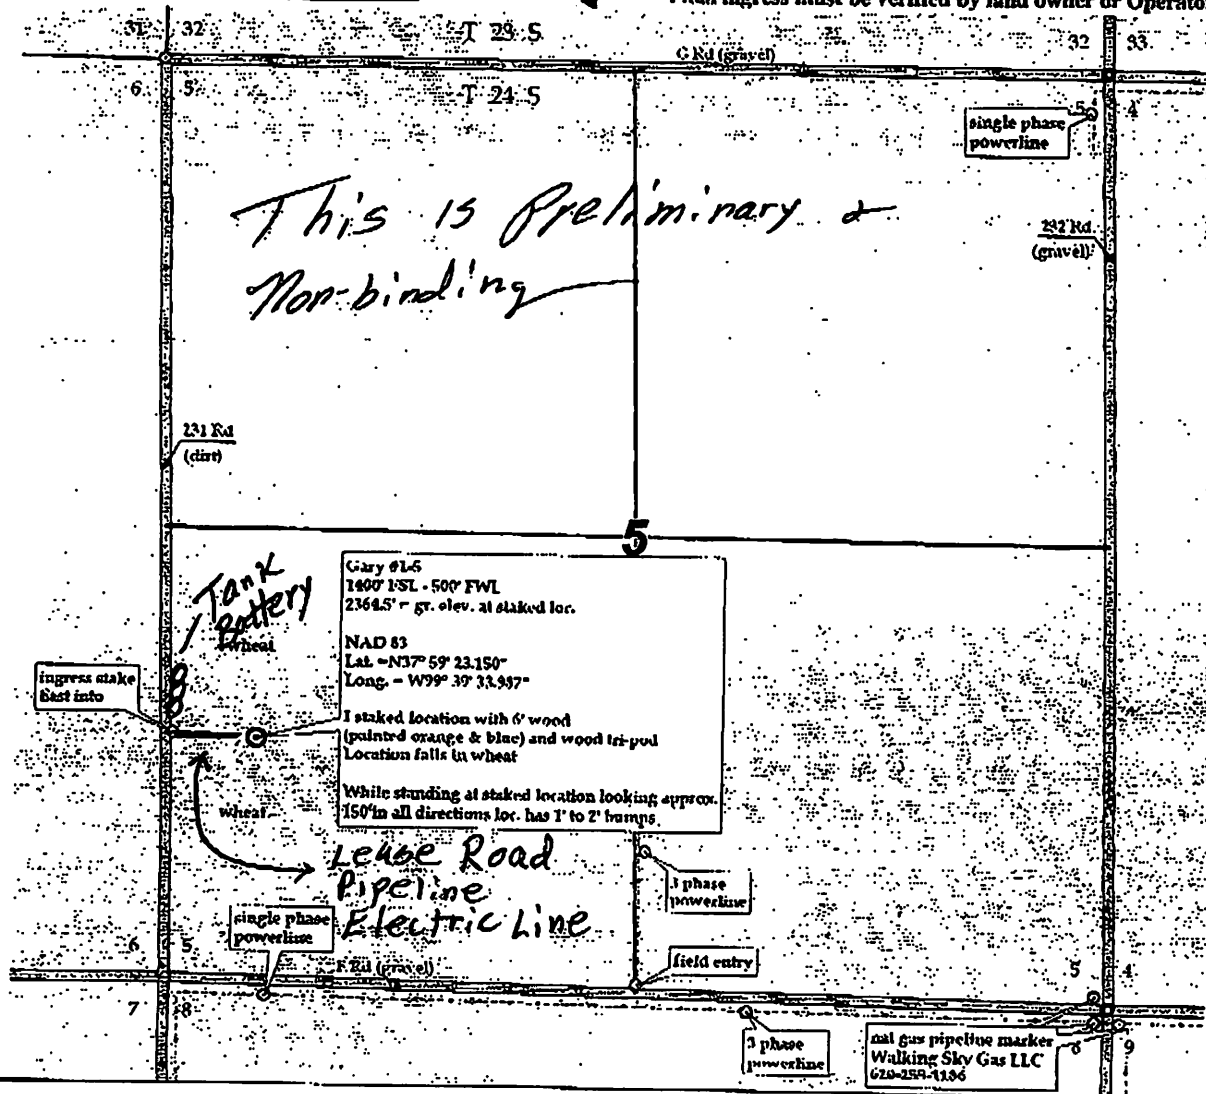 Final ingress must be verified by land owner or Operator
31 32
T 23 S
32 33
G Rd (gravel)
6 5
T 24 S
5 4
single phase
powerline
This is Preliminary &
Non-binding
232 Rd.
(gravel)
231 Rd
(dirt)
5
Tank
Battery
wheat
Gary #1-5
1400' FSL - 500' FWL
2364.5' = gr. elev. at staked loc.
NAD 83
Lat. = N37° 59' 23.150"
Long. = W99° 39' 33.937"
I staked location with 6' wood
(painted orange & blue) and wood tri-pod
Location falls in wheat
While standing at staked location looking approx.
150' in all directions loc. has 1' to 2' bumps.
ingress stake
East into
wheat
Lease Road
Pipeline
Electric Line
3 phase
powerline
single phase
powerline
6 5
F Rd (gravel)
field entry
5 4
7 8
3 phase
powerline
nat gas pipeline marker
Walking Sky Gas LLC
8 9